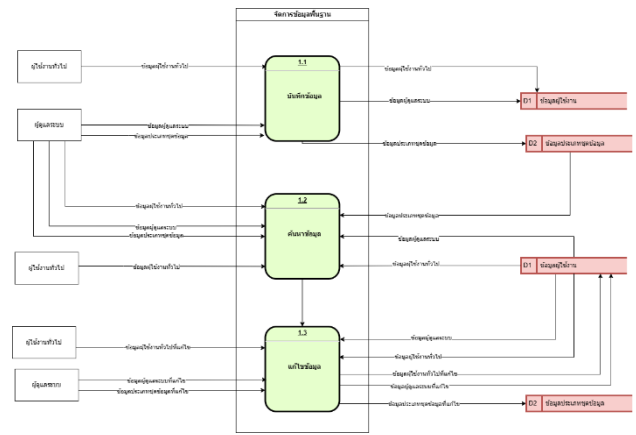 จัดการข้อมูลพื้นฐาน
ผู้ใช้งานทั่วไป
ข้อมูลผู้ใช้งานทั่วไป
1.1
บันทึกข้อมูล
ข้อมูลผู้ใช้งานทั่วไป
ข้อมูลผู้ดูแลระบบ
D1 ข้อมูลผู้ใช้งาน
ผู้ดูแลระบบ
ข้อมูลผู้ดูแลระบบ
ข้อมูลประเภทชุดข้อมูล
ข้อมูลประเภทชุดข้อมูล
D2 ข้อมูลประเภทชุดข้อมูล
ข้อมูลผู้ใช้งานทั่วไป
ข้อมูลผู้ดูแลระบบ
ข้อมูลประเภทชุดข้อมูล
1.2
ค้นหาข้อมูล
ข้อมูลประเภทชุดข้อมูล
ข้อมูลผู้ดูแลระบบ
ผู้ใช้งานทั่วไป
ข้อมูลผู้ใช้งานทั่วไป
ข้อมูลผู้ใช้งานทั่วไป
D1 ข้อมูลผู้ใช้งาน
ผู้ใช้งานทั่วไป
ข้อมูลผู้ใช้งานทั่วไปที่แก้ไข
1.3
แก้ไขข้อมูล
ข้อมูลผู้ดูแลระบบ
ข้อมูลผู้ใช้งานทั่วไป
ข้อมูลผู้ใช้งานทั่วไปที่แก้ไข
ข้อมูลผู้ดูแลระบบที่แก้ไข
ผู้ดูแลระบบ
ข้อมูลผู้ดูแลระบบที่แก้ไข
ข้อมูลประเภทชุดข้อมูลที่แก้ไข
ข้อมูลประเภทชุดข้อมูลที่แก้ไข
D2 ข้อมูลประเภทชุดข้อมูล